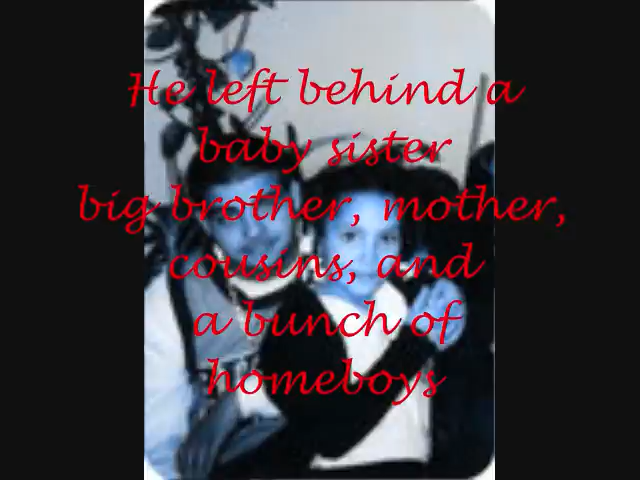 He left behind a
baby sister
big brother, mother,
cousins, and
a bunch of
homeboys